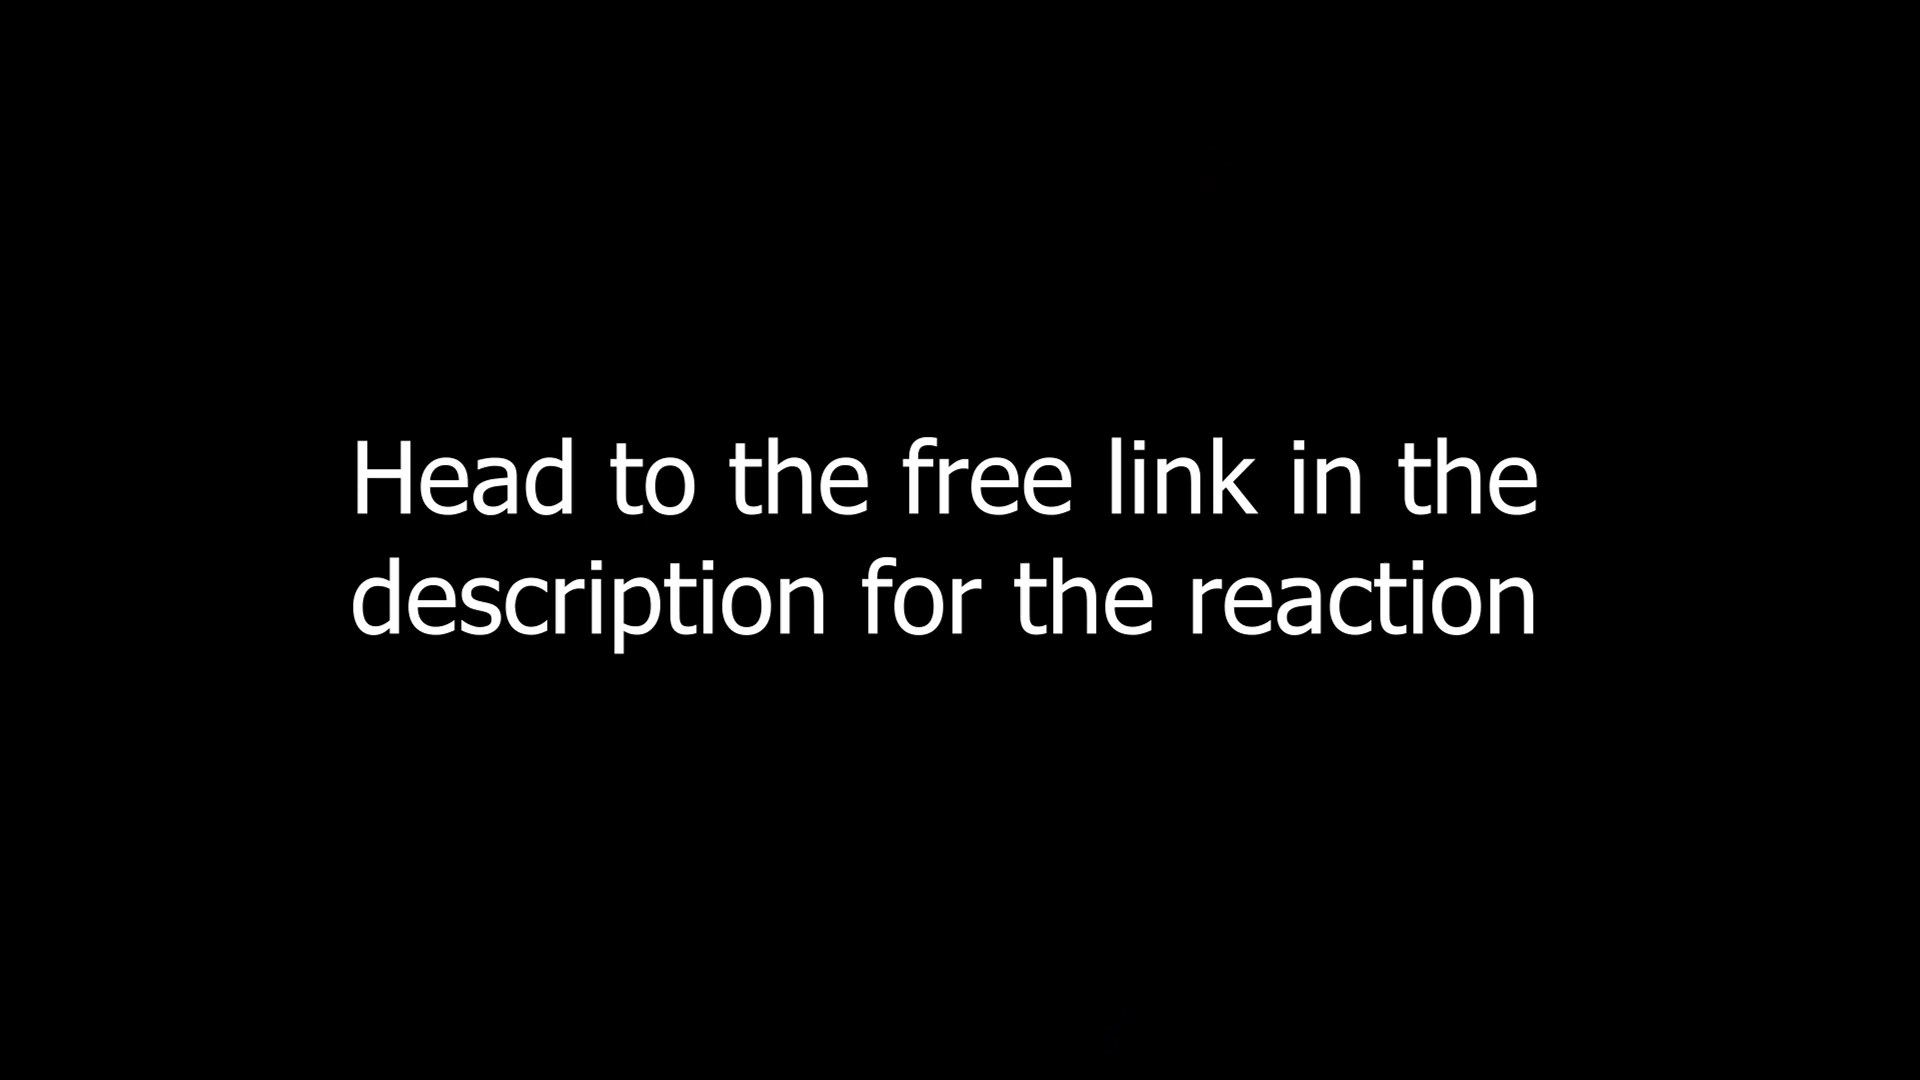 Head to the free link in the
description for the reaction